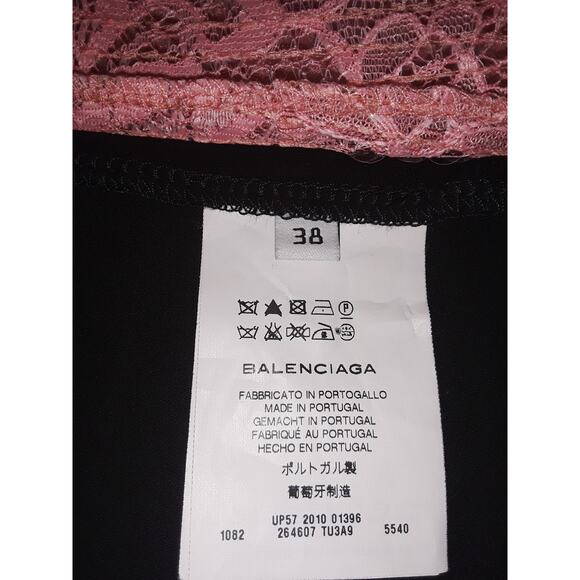 38
BALENCIAGA
FABBRICATO IN PORTOGALLO
MADE IN PORTUGAL
GEMACHT IN PORTUGAL
FABRIQUÉ AU PORTUGAL
HECHO EN PORTUGAL
ポルトガル製
葡萄牙制造
UP57 2010 01396
1082 264607 TU3A9 5540